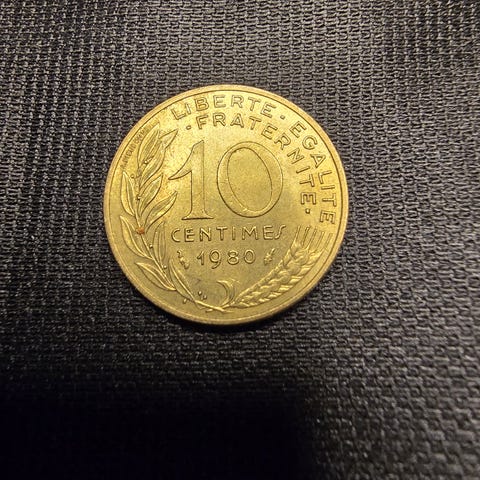 LIBERTE · EGALITE
· FRATERNITE ·
10
CENTIMES
1980